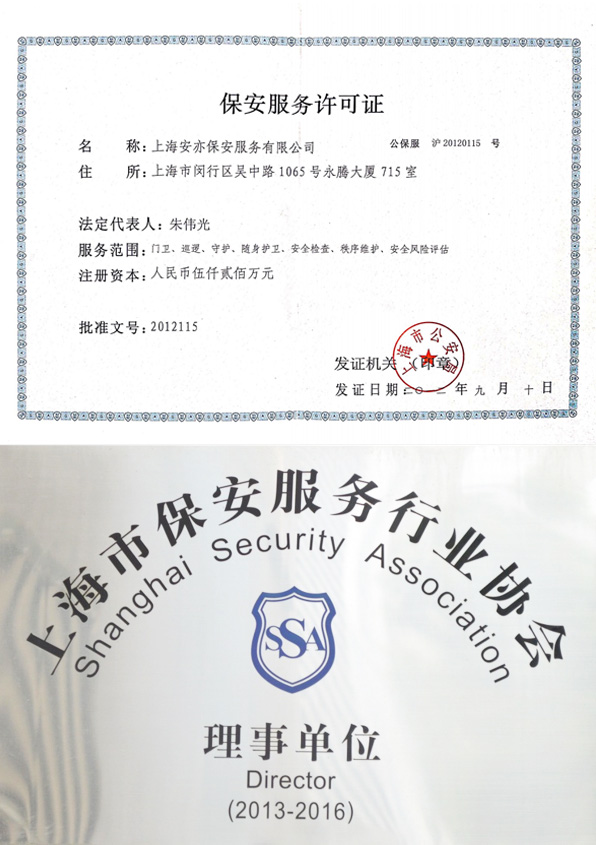 保安服务许可证
名 称：上海安亦保安服务有限公司 公保服 沪20120115 号
住 所：上海市闵行区吴中路1065号永腾大厦715室
法定代表人：朱伟光
服务范围：门卫、巡逻、守护、随身护卫、安全检查、秩序维护、安全风险评估
注册资本：人民币伍仟贰佰万元
批准文号：2012115
上海市公安局
发证机关（印章）
发证日期：二〇一二年九月十日
上海市保安服务行业协会
Shanghai Security Association
SSA
理事单位
Director
(2013-2016)